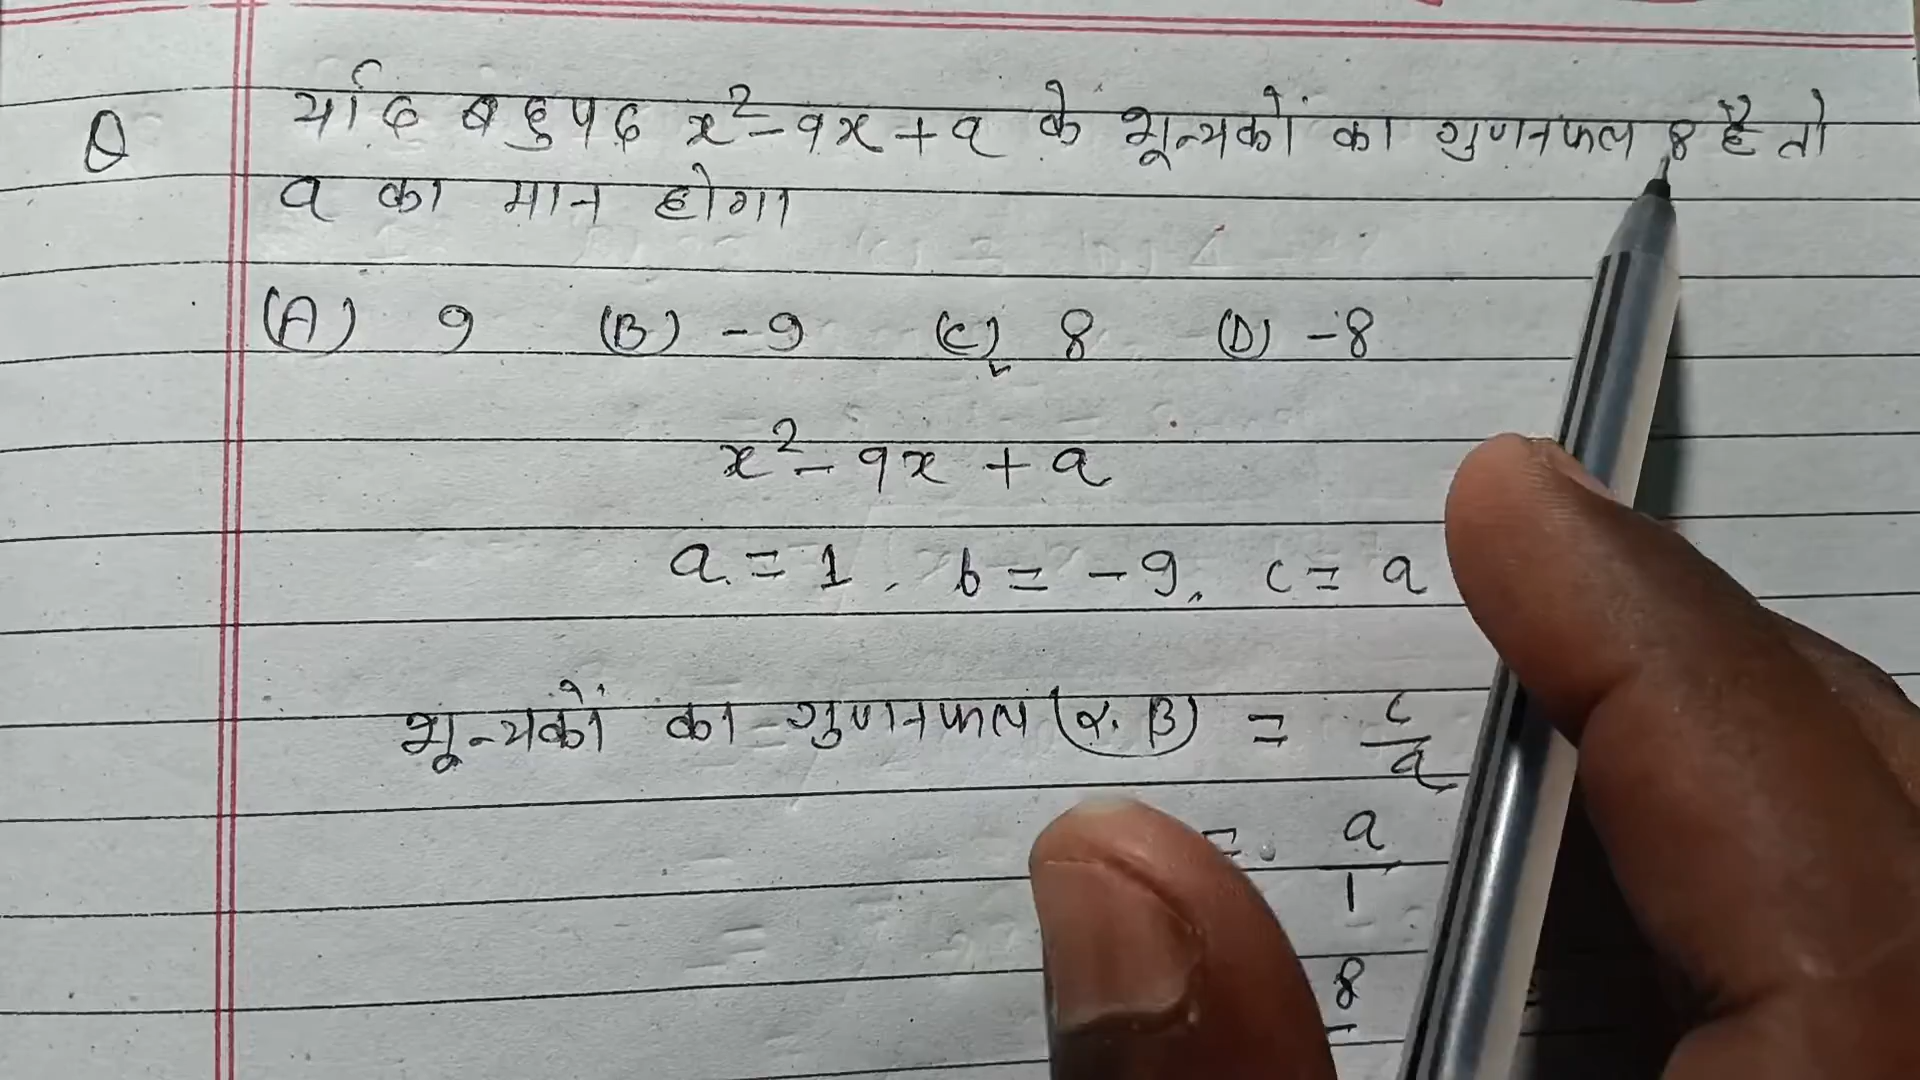 Q यदि बहुपद x² - 9x + a के शून्यकों का गुणनफल 8 है तो
a का मान होगा
(A) 9 (B) -9 (C) 8 (D) -8
x² - 9x + a
a = 1, b = -9, c = a
शून्यकों का गुणनफल (α.β) = c/a
= a/1
8